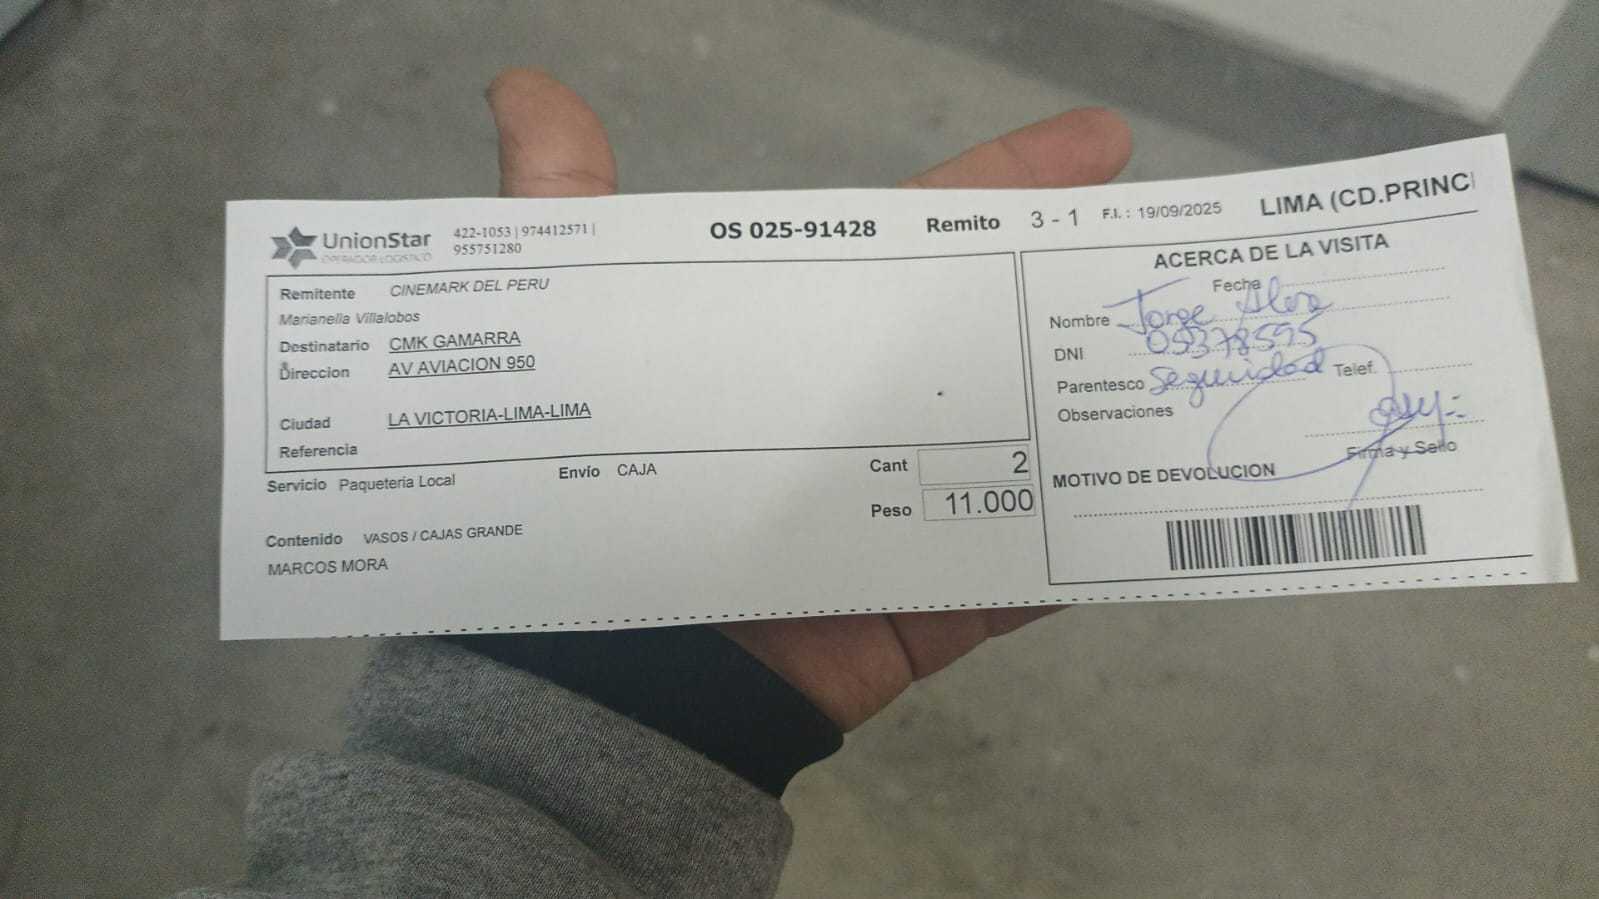 UnionStar
OPERADOR LOGISTICO
422-1053 | 974412571 |
955751280
OS 025-91428
Remito 3 - 1
F.I. : 19/09/2025
LIMA (CD.PRINC
Remitente CINEMARK DEL PERU
Marianella Villalobos
Destinatario CMK GAMARRA
Direccion AV AVIACION 950
Ciudad LA VICTORIA-LIMA-LIMA
Referencia
Servicio Paqueteria Local
Envío CAJA
Cant 2
Peso 11.000
Contenido VASOS / CAJAS GRANDE
MARCOS MORA
ACERCA DE LA VISITA
Fecha
Nombre Jorge
DNI 09378595
Parentesco Seguridad Telef.
Observaciones
Firma y Sello
MOTIVO DE DEVOLUCION